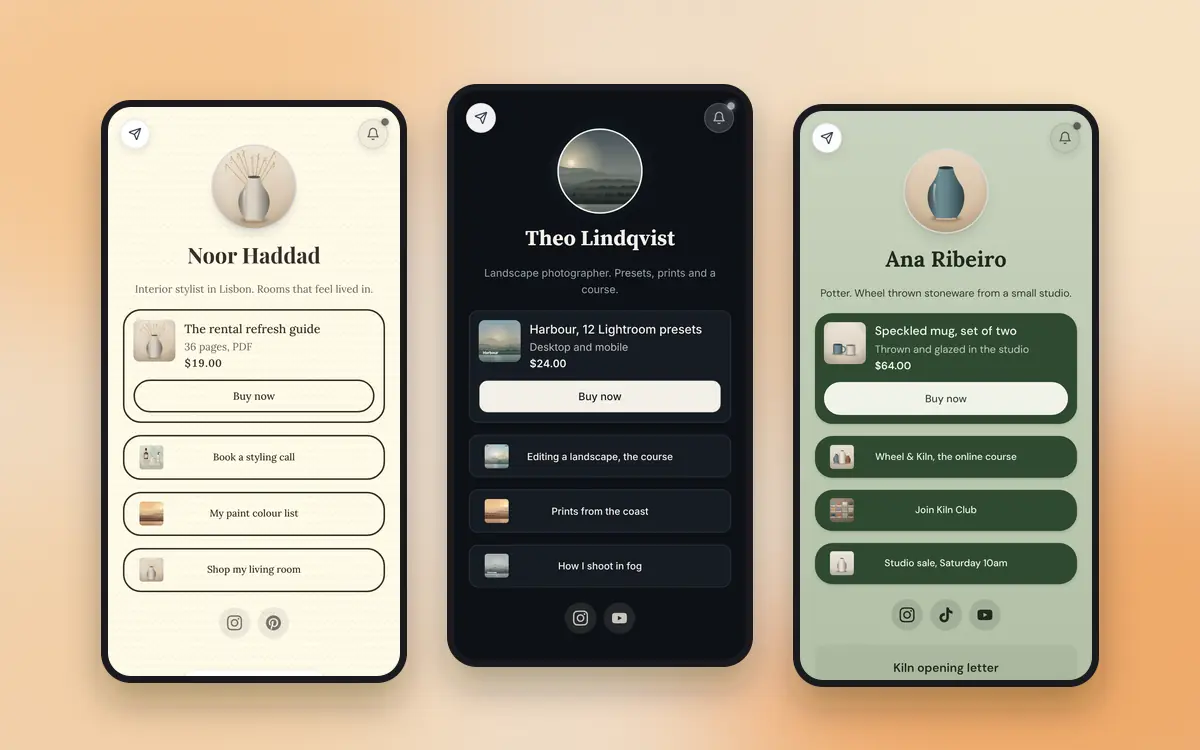 Noor Haddad
Interior stylist in Lisbon. Rooms that feel lived in.
The rental refresh guide
36 pages, PDF
$19.00
Buy now
Book a styling call
My paint colour list
Shop my living room
Theo Lindqvist
Landscape photographer. Presets, prints and a
course.
Harbour
Harbour, 12 Lightroom presets
Desktop and mobile
$24.00
Buy now
Editing a landscape, the course
Prints from the coast
How I shoot in fog
Ana Ribeiro
Potter. Wheel thrown stoneware from a small studio.
Speckled mug, set of two
Thrown and glazed in the studio
$64.00
Buy now
Wheel & Kiln, the online course
Join Kiln Club
Studio sale, Saturday 10am
Kiln opening letter